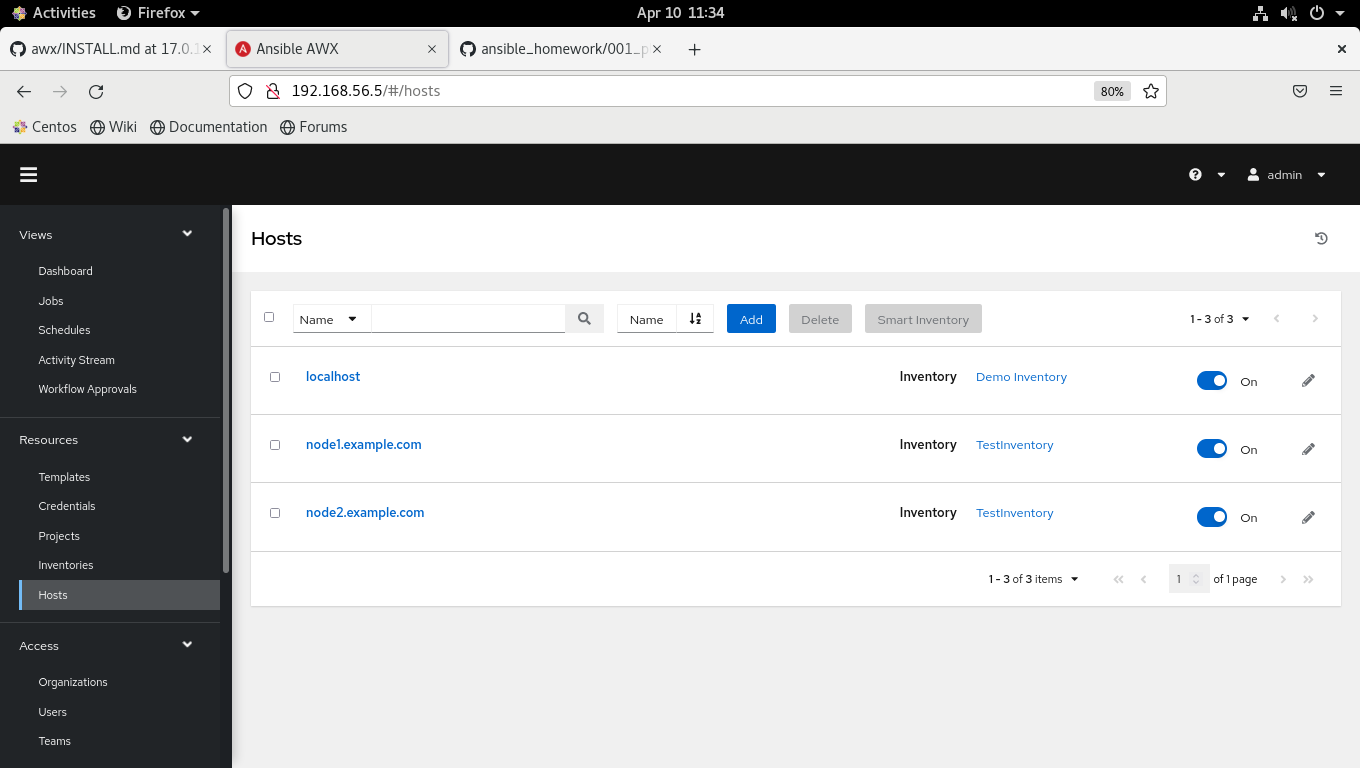 Activities Firefox Apr 10 11:34
awx/INSTALL.md at 17.0.1 Ansible AWX ansible_homework/001_p
192.168.56.5/#/hosts 80%
Centos Wiki Documentation Forums
admin
Views
Dashboard
Jobs
Schedules
Activity Stream
Workflow Approvals
Resources
Templates
Credentials
Projects
Inventories
Hosts
Access
Organizations
Users
Teams
Hosts
Name Name Add Delete Smart Inventory 1 - 3 of 3
localhost Inventory Demo Inventory On
node1.example.com Inventory TestInventory On
node2.example.com Inventory TestInventory On
1 - 3 of 3 items 1 of 1 page